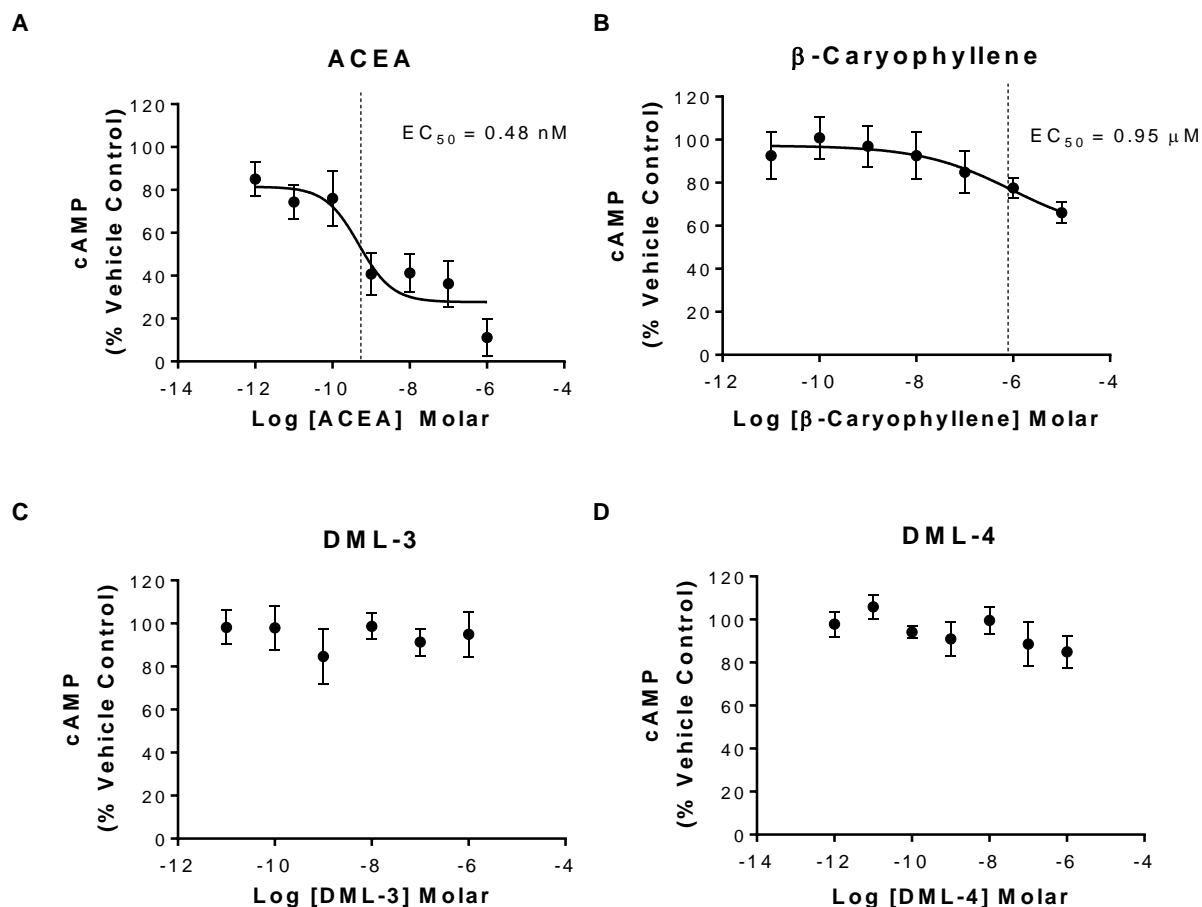 A
ACEA
cAMP
(% Vehicle Control)
120
100
80
60
40
20
0
EC50 = 0.48 nM
-14
-12
-10
-8
-6
-4
Log [ACEA] Molar
B
β-Caryophyllene
cAMP
(% Vehicle Control)
120
100
80
60
40
20
0
EC50 = 0.95 μM
-12
-10
-8
-6
-4
Log [β-Caryophyllene] Molar
C
DML-3
cAMP
(% Vehicle Control)
120
100
80
60
40
20
0
-12
-10
-8
-6
-4
Log [DML-3] Molar
D
DML-4
cAMP
(% Vehicle Control)
120
100
80
60
40
20
0
-14
-12
-10
-8
-6
-4
Log [DML-4] Molar